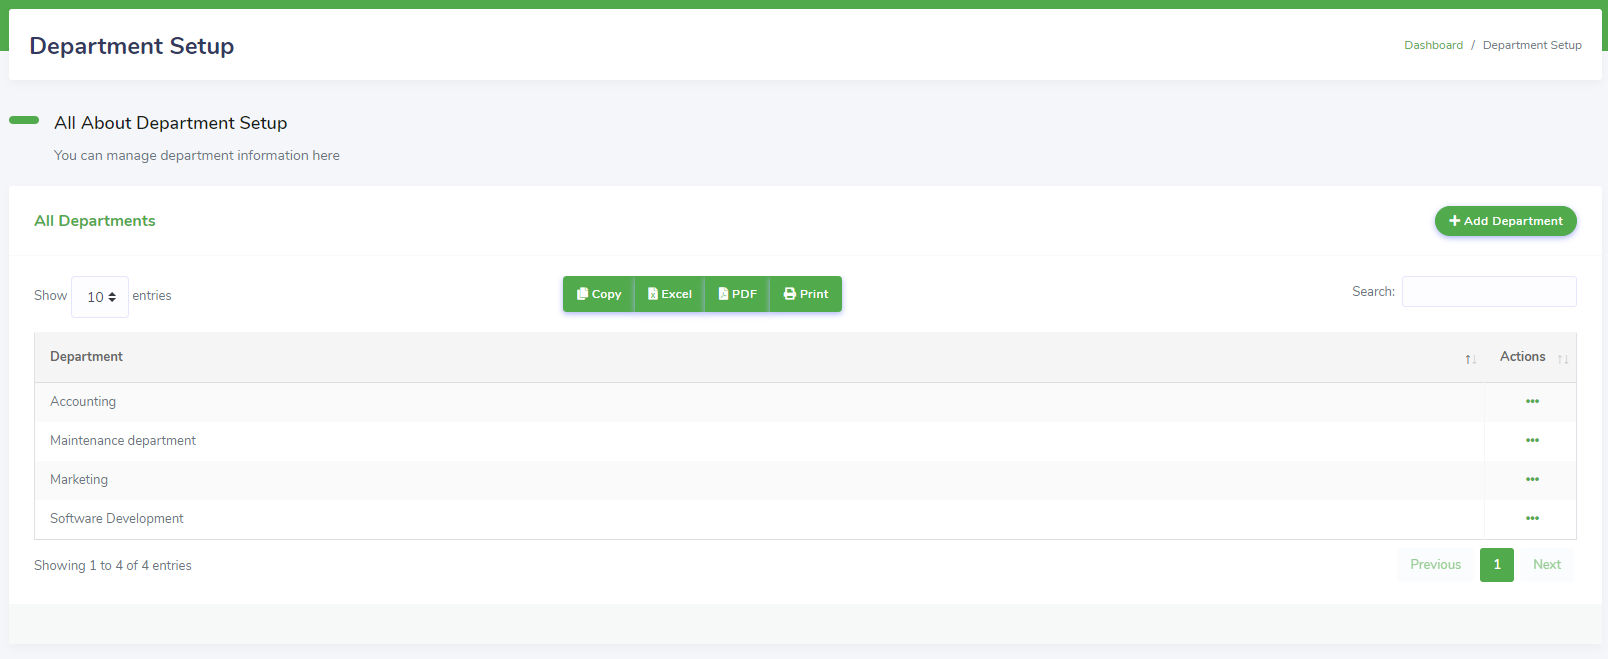 Department Setup
Dashboard / Department Setup
All About Department Setup
You can manage department information here
All Departments
Add Department
Show 10 entries
Copy Excel PDF Print
Search:
Department Actions
Accounting
Maintenance department
Marketing
Software Development
Showing 1 to 4 of 4 entries
Previous 1 Next